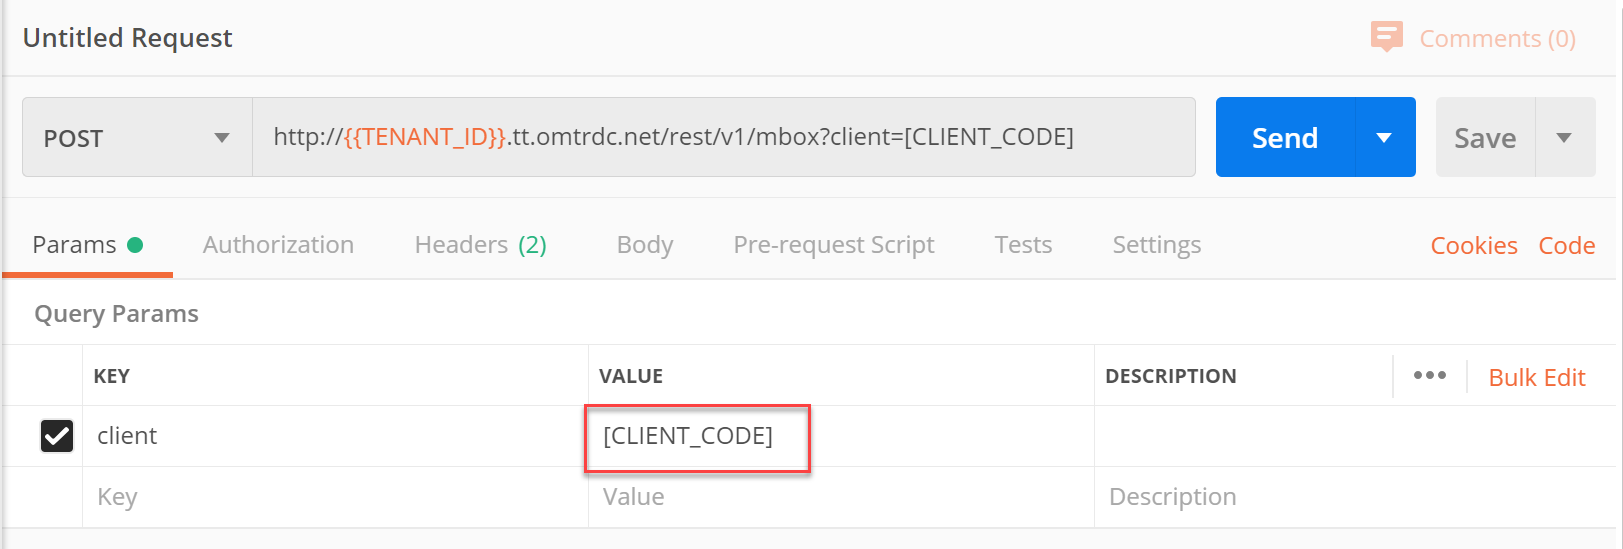 Untitled Request
Comments (0)
POST
http://{{TENANT_ID}}.tt.omtrdc.net/rest/v1/mbox?client=[CLIENT_CODE]
Send
Save
Params Authorization Headers (2) Body Pre-request Script Tests Settings Cookies Code
Query Params
KEY VALUE DESCRIPTION ••• Bulk Edit
client [CLIENT_CODE]
Key Value Description